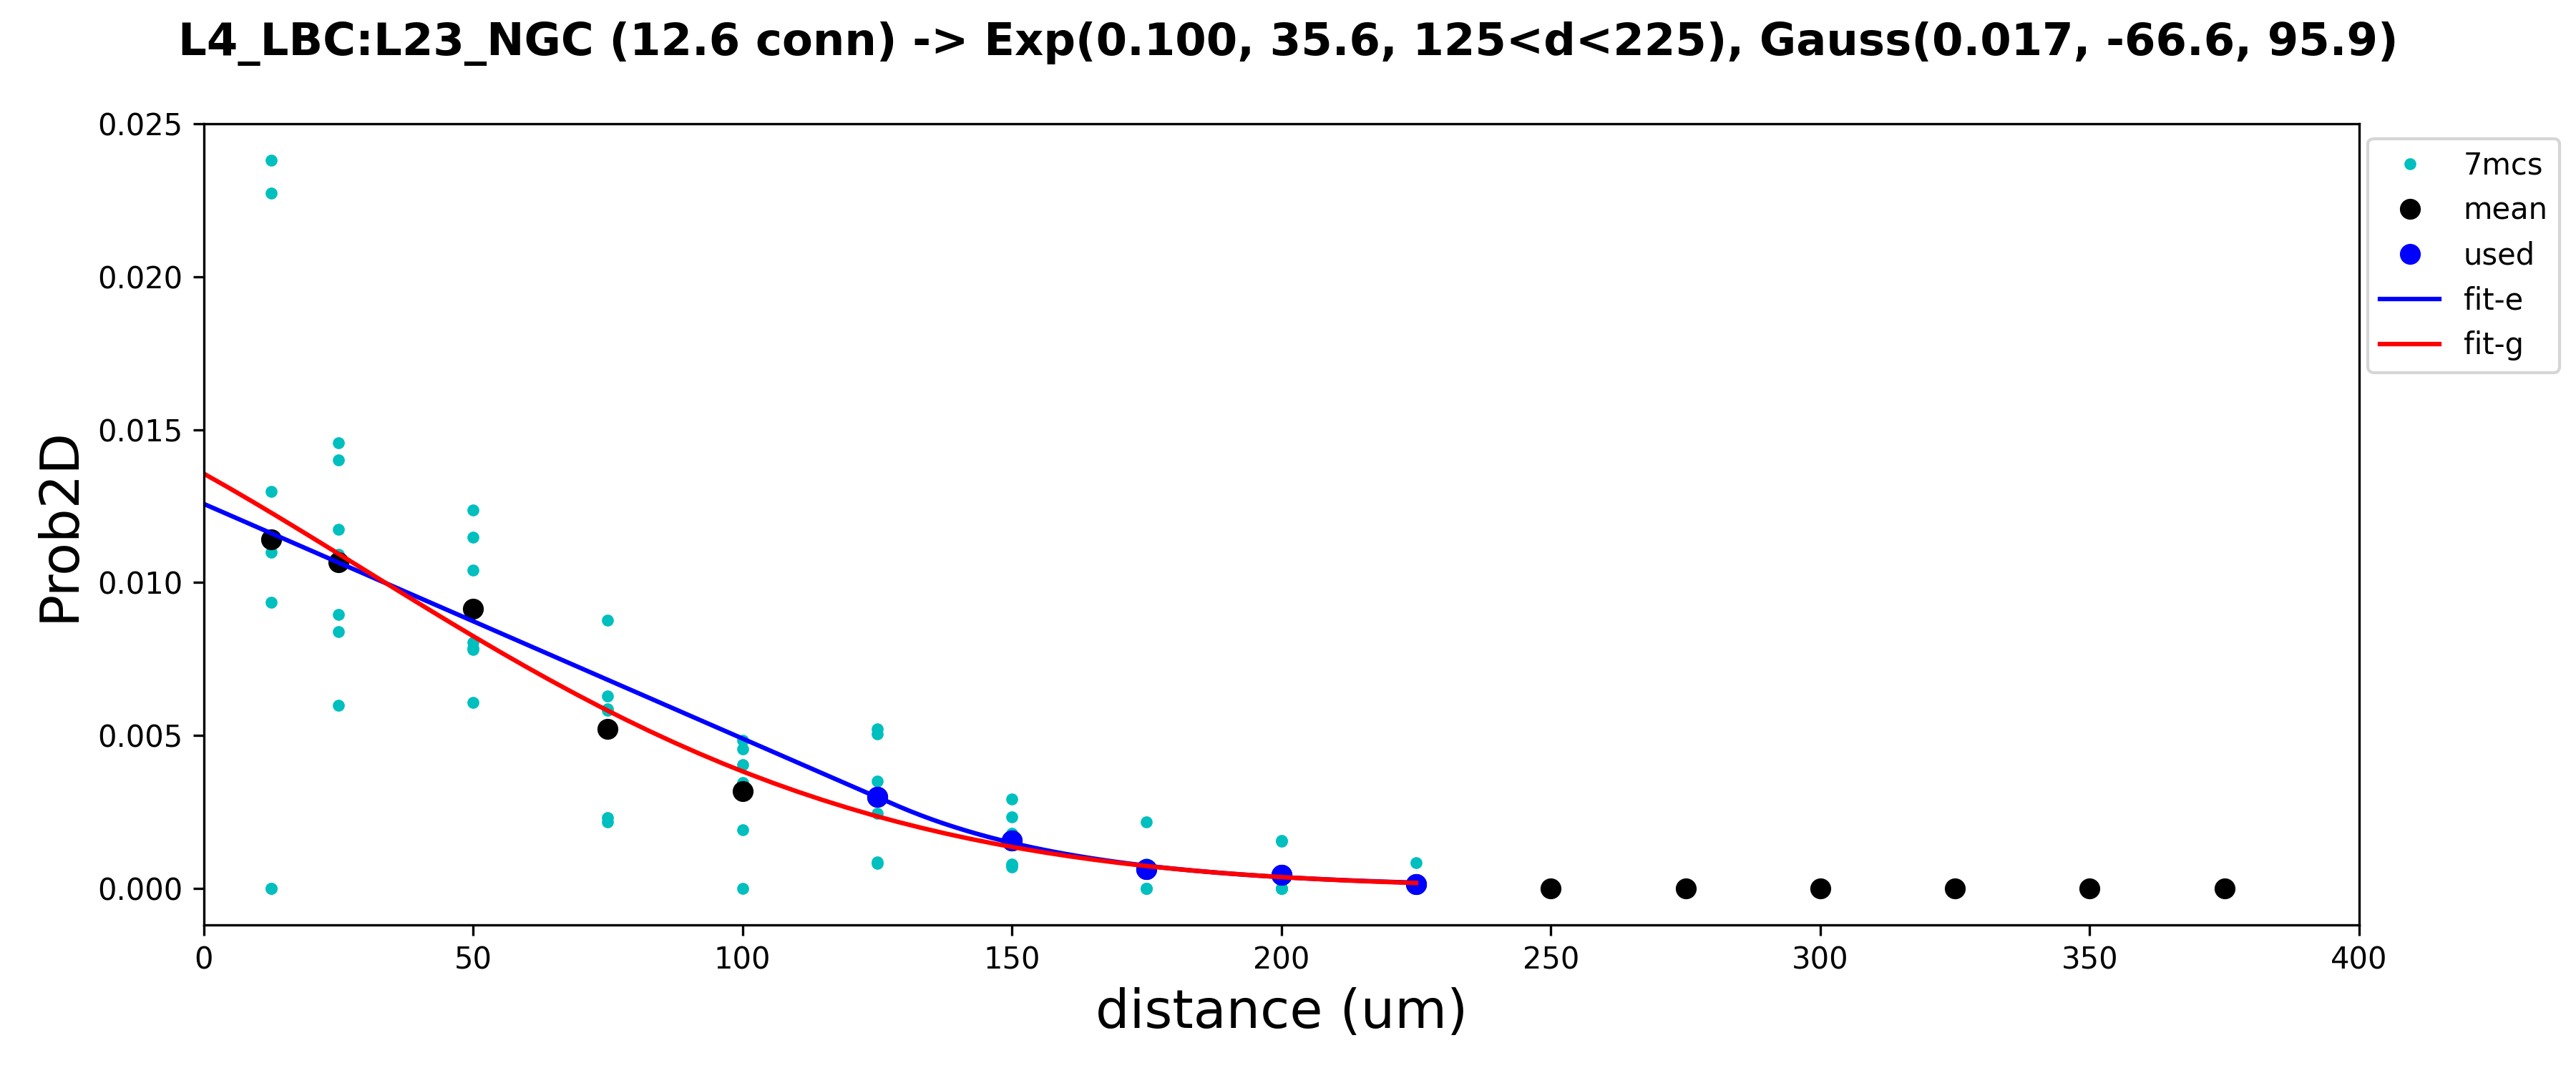 L4_LBC:L23_NGC (12.6 conn) -> Exp(0.100, 35.6, 125<d<225), Gauss(0.017, -66.6, 95.9)
0.025
0.020
0.015
0.010
0.005
0.000
Prob2D
0 50 100 150 200 250 300 350 400
distance (um)
7mcs
mean
used
fit-e
fit-g